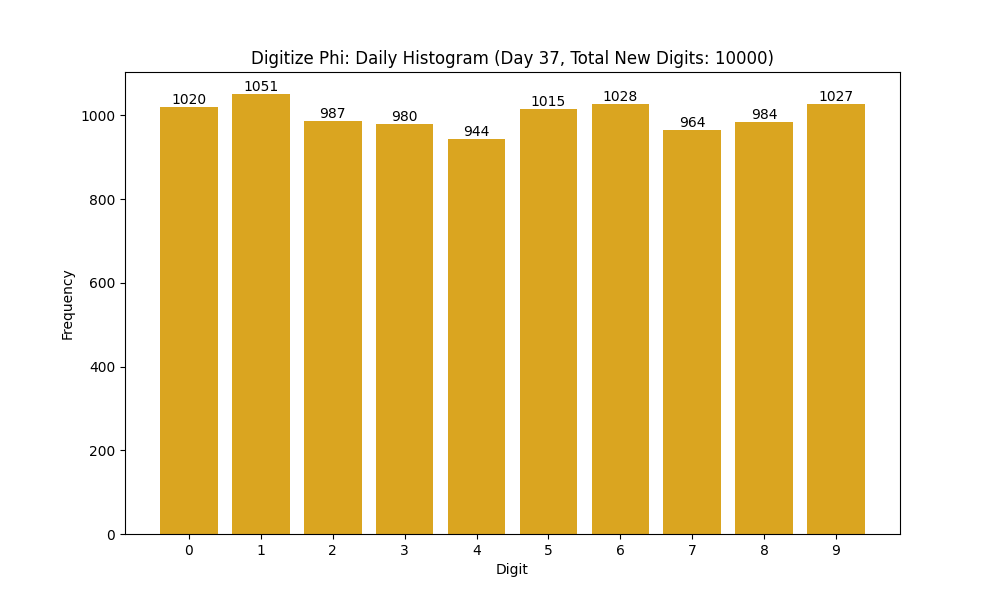 Digitize Phi: Daily Histogram (Day 37, Total New Digits: 10000)
1020 1051 987 980 944 1015 1028 964 984 1027
Frequency
1000
800
600
400
200
0
0 1 2 3 4 5 6 7 8 9
Digit